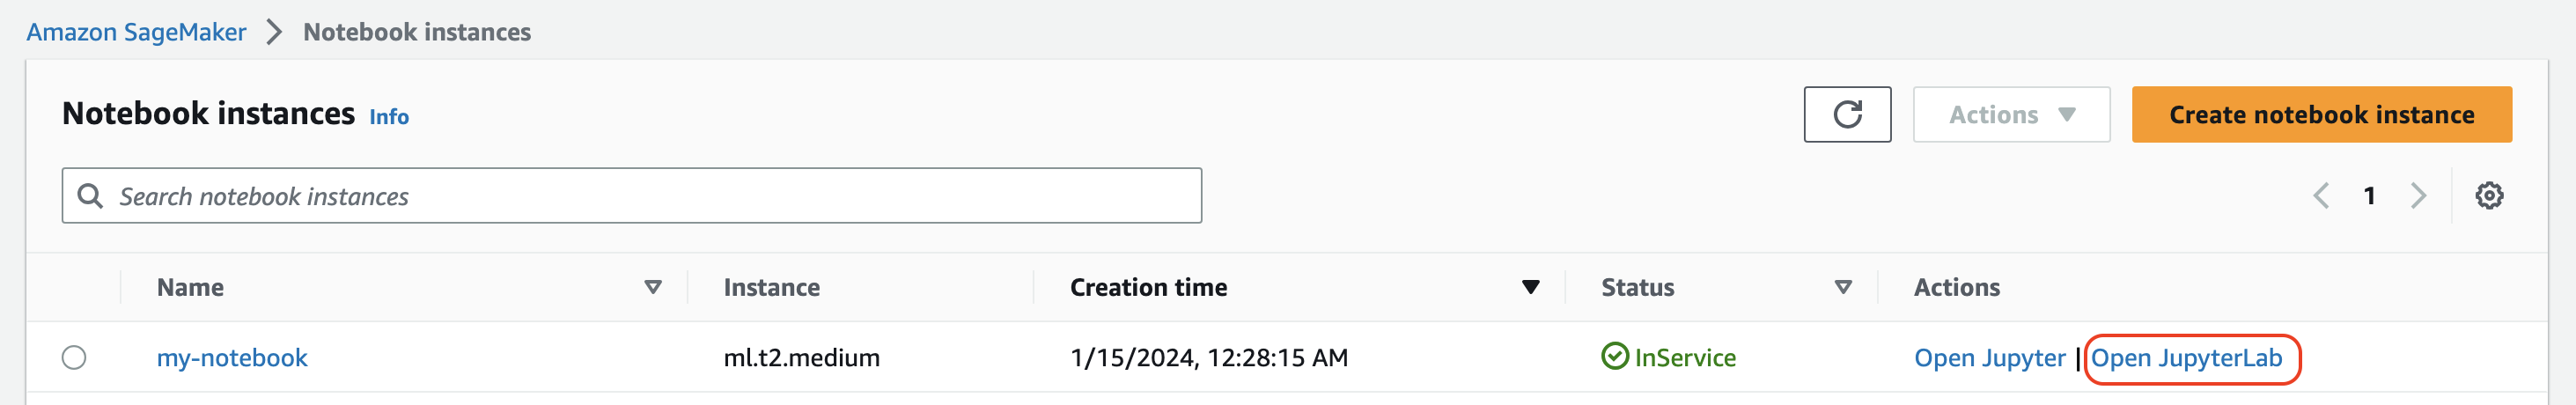 Amazon SageMaker > Notebook instances
Notebook instances Info
Actions
Create notebook instance
Search notebook instances
1
Name Instance Creation time Status Actions
my-notebook ml.t2.medium 1/15/2024, 12:28:15 AM InService Open Jupyter | Open JupyterLab